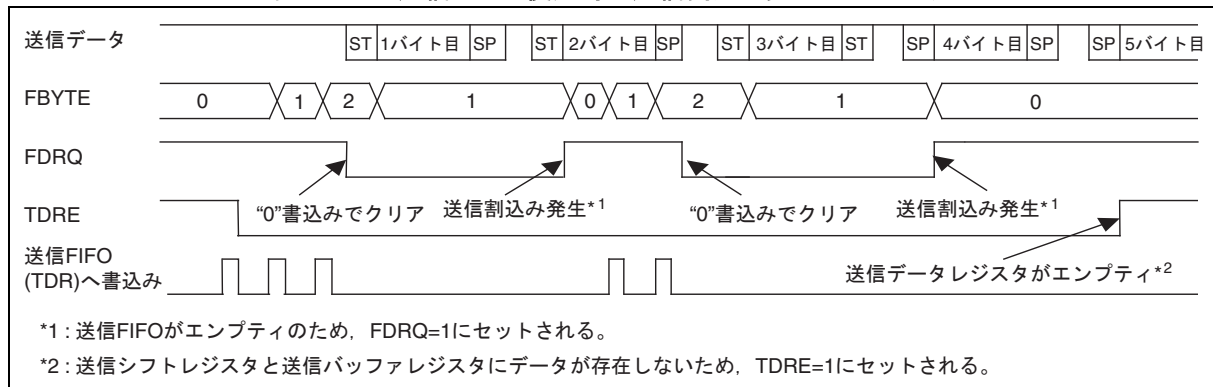 送信データ ST 1バイト目 SP ST 2バイト目 SP ST 3バイト目 ST SP 4バイト目 SP SP 5バイト目
FBYTE 0 1 2 1 0 1 2 1 0
FDRQ
"0"書込みでクリア 送信割込み発生*1 "0"書込みでクリア 送信割込み発生*1
TDRE
送信FIFO
(TDR)へ書込み
送信データレジスタがエンプティ*2
*1 : 送信FIFOがエンプティのため，FDRQ=1にセットされる。
*2 : 送信シフトレジスタと送信バッファレジスタにデータが存在しないため，TDRE=1にセットされる。